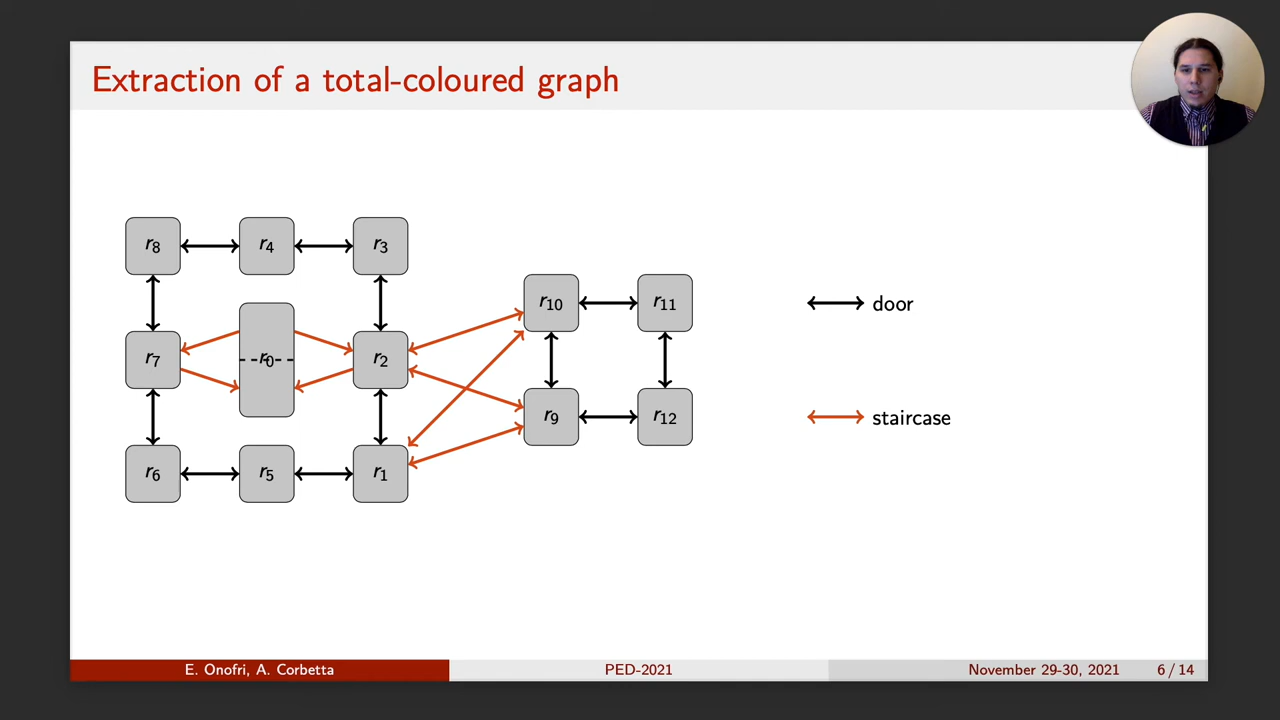 Extraction of a total-coloured graph
r8 r4 r3
r10 r11
door
r7 r0 r2
r9 r12
staircase
r6 r5 r1
E. Onofri, A. Corbetta PED-2021 November 29-30, 2021 6 / 14